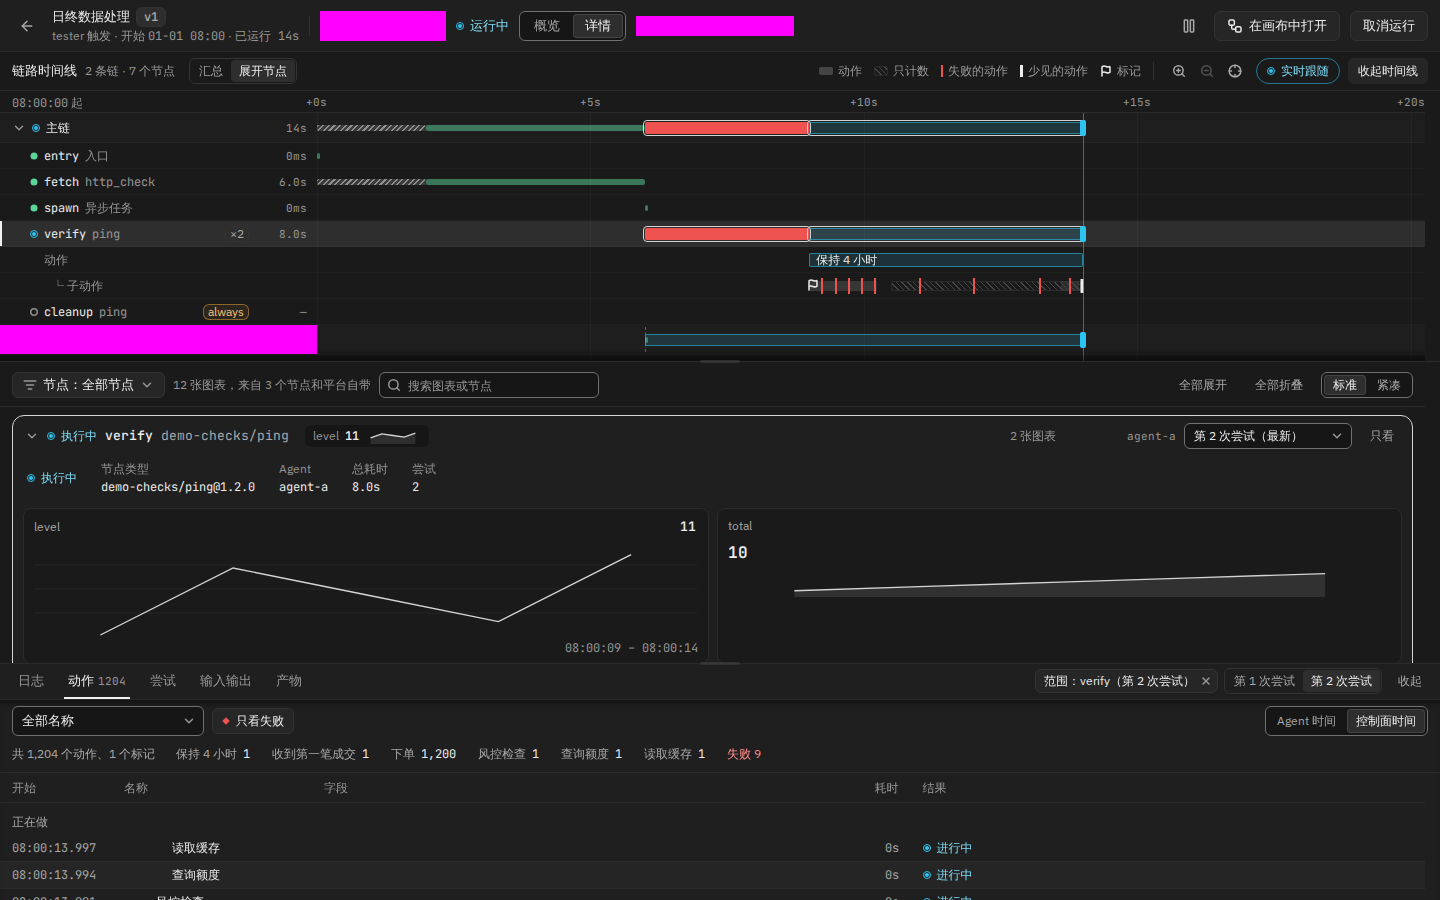 日终数据处理 v1
tester 触发 · 开始 01-01 08:00 · 已运行 14s
运行中
概览 详情
在画布中打开
取消运行
链路时间线 2 条链 · 7 个节点 汇总 展开节点
动作 只计数 失败的动作 少见的动作 标记
实时跟随 收起时间线
08:00:00 起 +0s +5s +10s +15s +20s
主链 14s
entry 入口 0ms
fetch http_check 6.0s
spawn 异步任务 0ms
verify ping ×2 8.0s
动作 保持 4 小时
└ 子动作
cleanup ping always —
节点：全部节点 12 张图表，来自 3 个节点和平台自带 搜索图表或节点
全部展开 全部折叠 标准 紧凑
执行中 verify demo-checks/ping level 11 2 张图表 agent-a 第 2 次尝试（最新） 只看
执行中
节点类型 Agent 总耗时 尝试
demo-checks/ping@1.2.0 agent-a 8.0s 2
level 11
08:00:09 – 08:00:14
total
10
日志 动作 1204 尝试 输入输出 产物
范围：verify（第 2 次尝试） ✕ 第 1 次尝试 第 2 次尝试 收起
全部名称 只看失败 Agent 时间 控制面时间
共 1,204 个动作、1 个标记 保持 4 小时 1 收到第一笔成交 1 下单 1,200 风控检查 1 查询额度 1 读取缓存 1 失败 9
开始 名称 字段 耗时 结果
正在做
08:00:13.997 读取缓存 0s 进行中
08:00:13.994 查询额度 0s 进行中
08:00:13.991 风控检查 0s 进行中